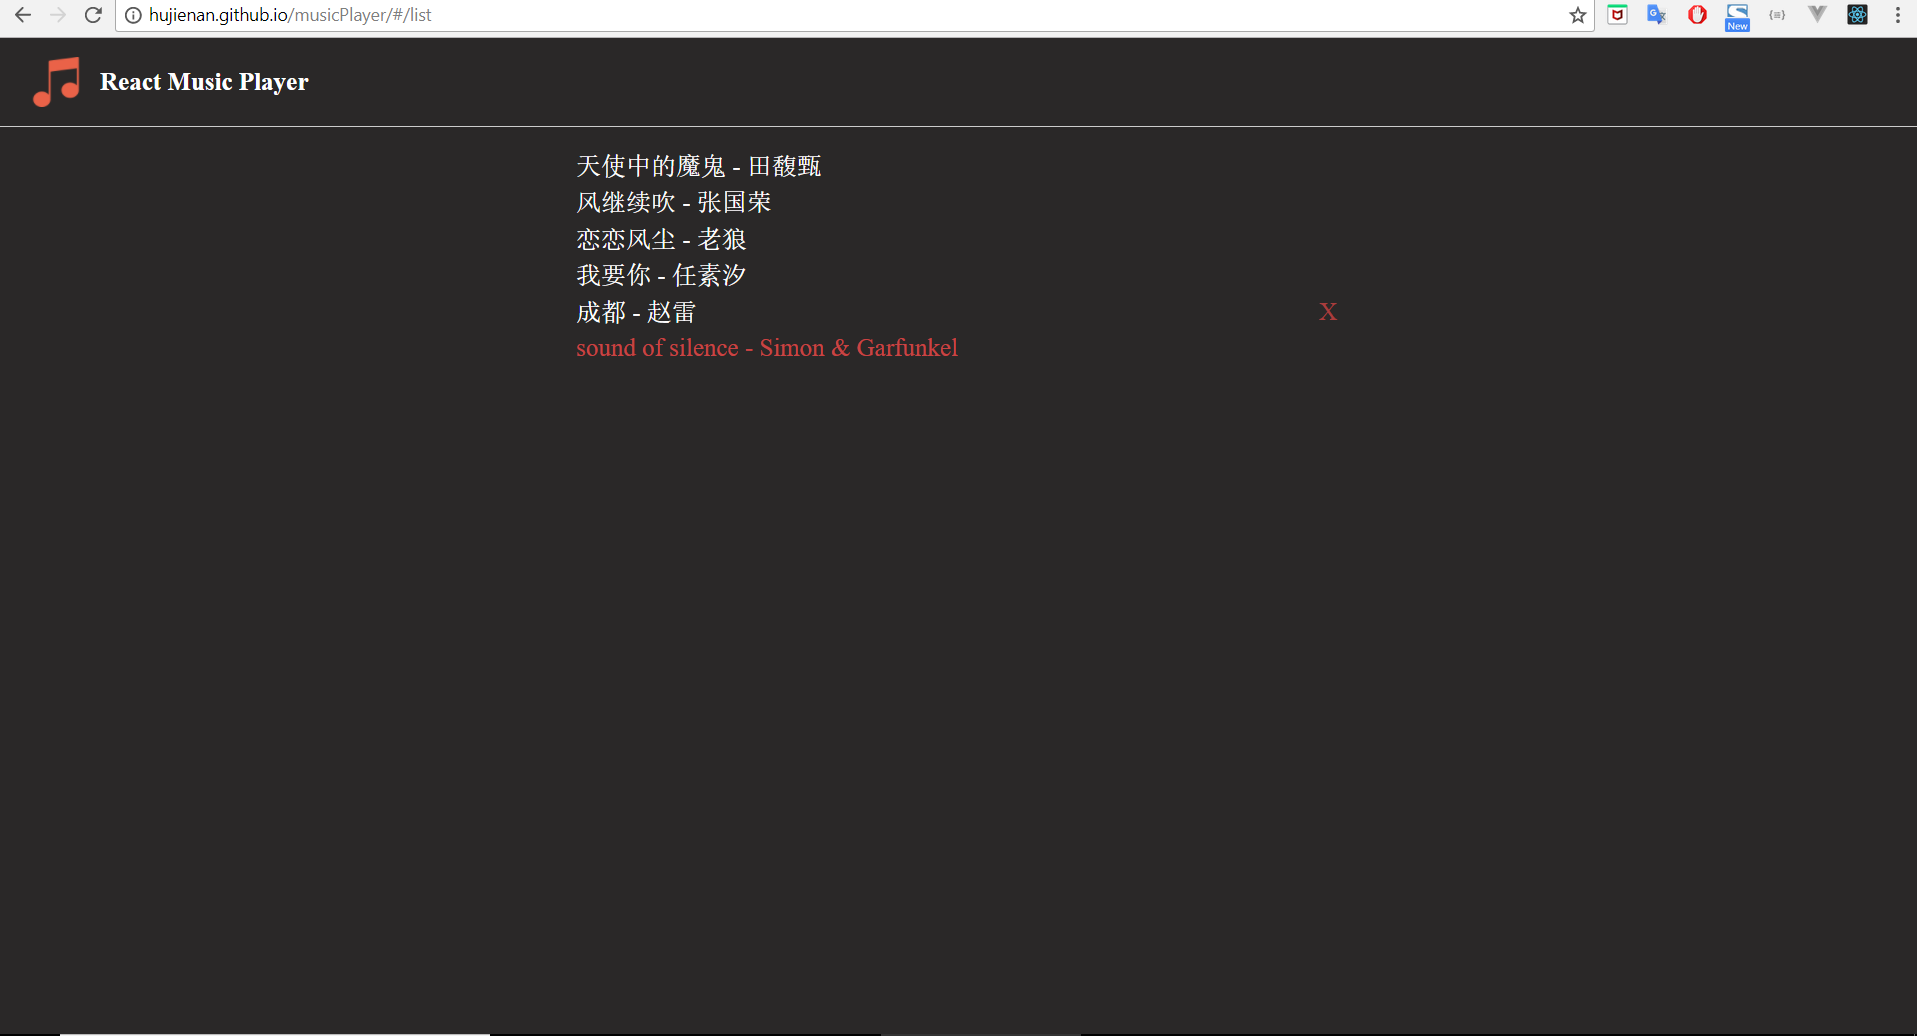 hujienan.github.io/musicPlayer/#/list
New
React Music Player
天使中的魔鬼 - 田馥甄
风继续吹 - 张国荣
恋恋风尘 - 老狼
我要你 - 任素汐
成都 - 赵雷 X
sound of silence - Simon & Garfunkel